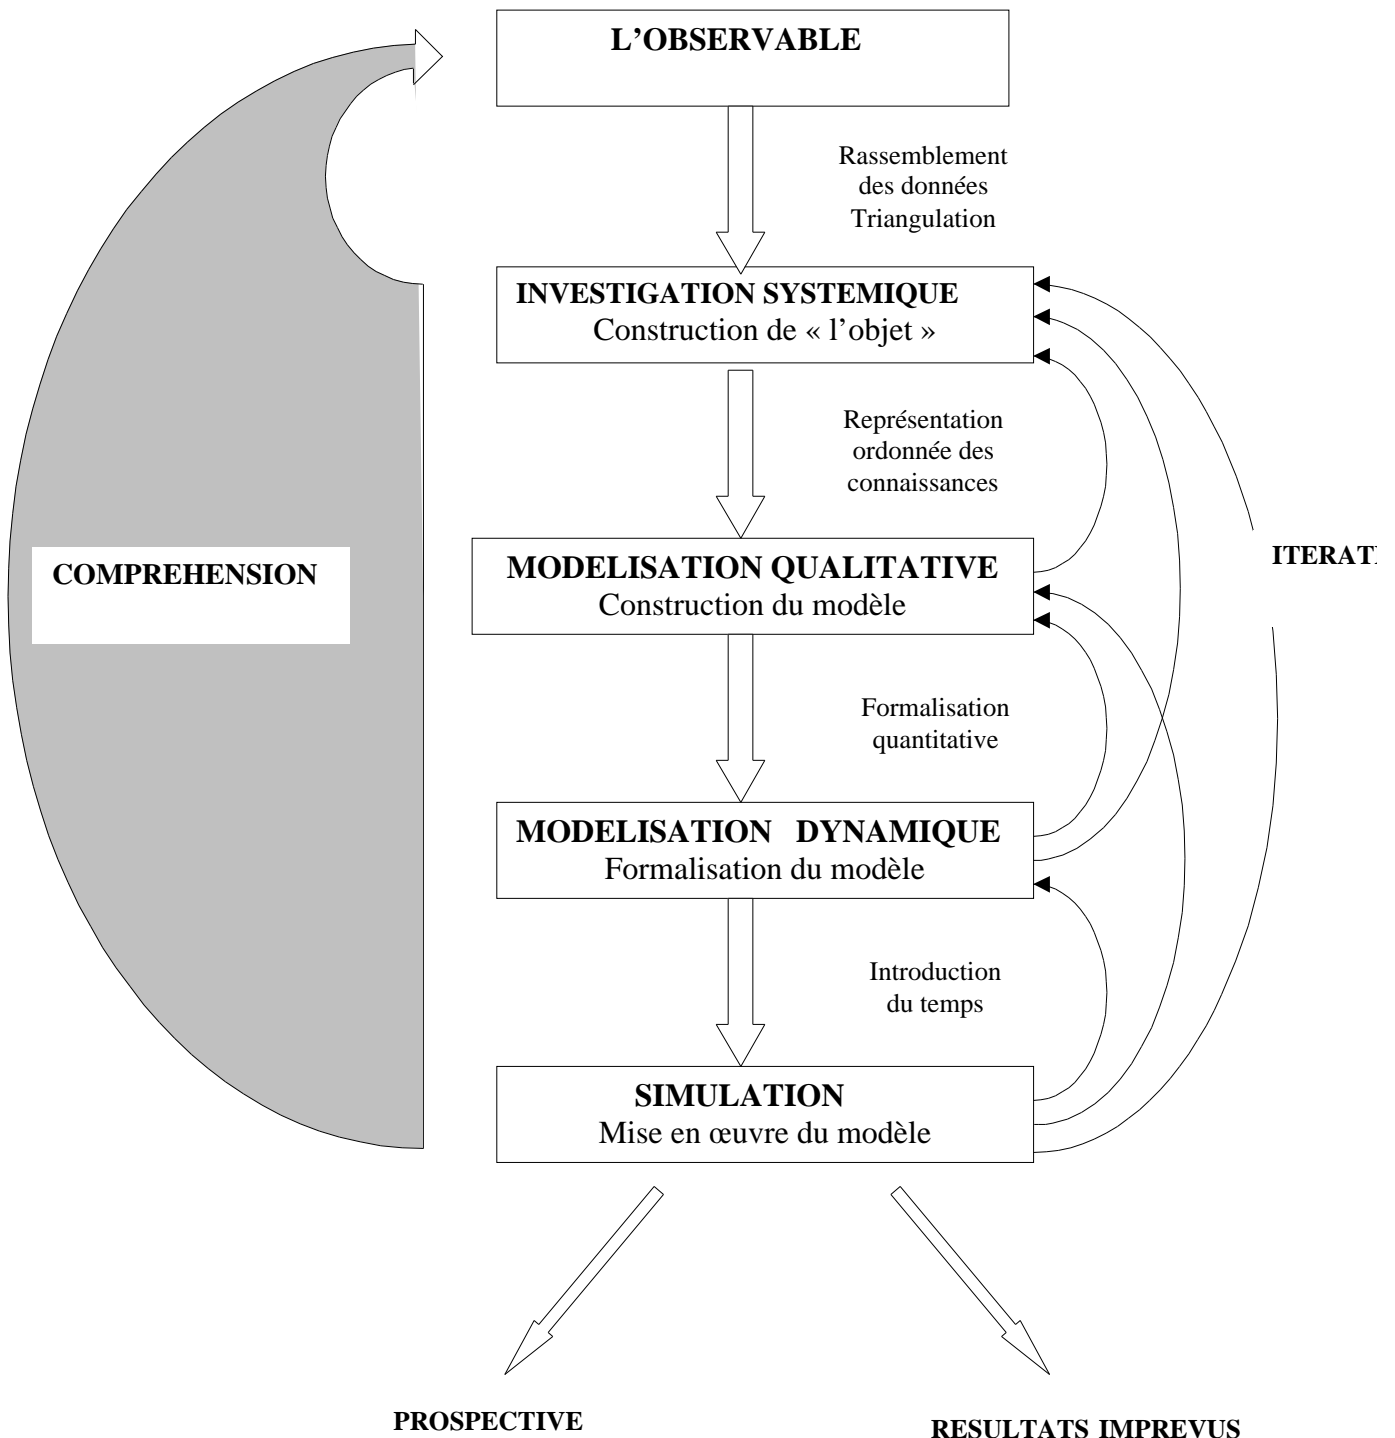 L’OBSERVABLE
Rassemblement
des données
Triangulation
INVESTIGATION SYSTEMIQUE
Construction de « l’objet »
Représentation
ordonnée des
connaissances
ITERATI
COMPREHENSION
MODELISATION QUALITATIVE
Construction du modèle
Formalisation
quantitative
MODELISATION DYNAMIQUE
Formalisation du modèle
Introduction
du temps
SIMULATION
Mise en œuvre du modèle
PROSPECTIVE
RESULTATS IMPREVUS